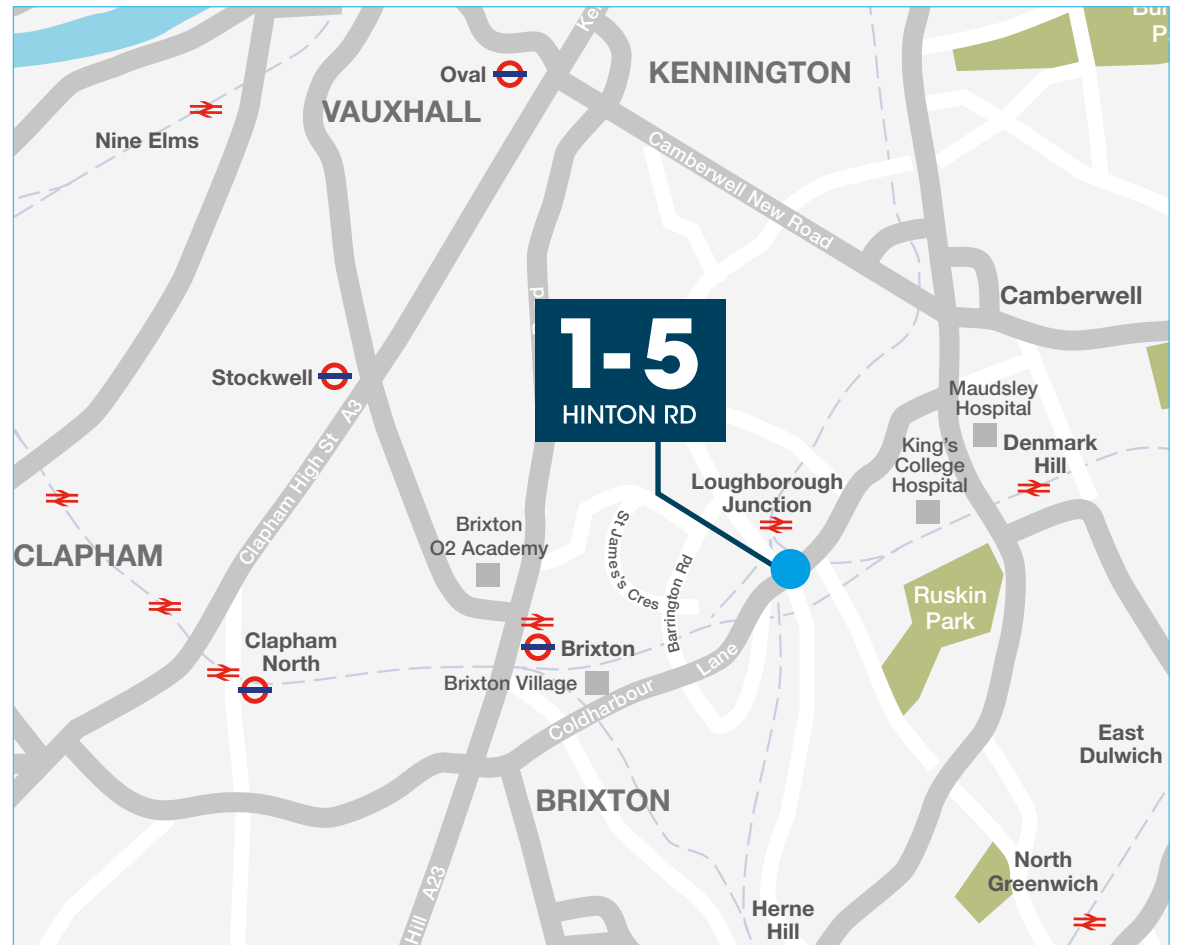 Ke
Bu
P
Oval
KENNINGTON
VAUXHALL
Nine Elms
Camberwell New Road
Camberwell
d
1-5
HINTON RD
Stockwell
Maudsley
Hospital
Clapham High St A3
King's
College
Hospital
Denmark
Hill
Loughborough
Junction
Brixton
O2 Academy
St James's Cres
CLAPHAM
Barrington Rd
Ruskin
Park
Clapham
North
Brixton
Brixton Village
Coldharbour Lane
East
Dulwich
BRIXTON
North
Greenwich
Hill A23
Herne
Hill